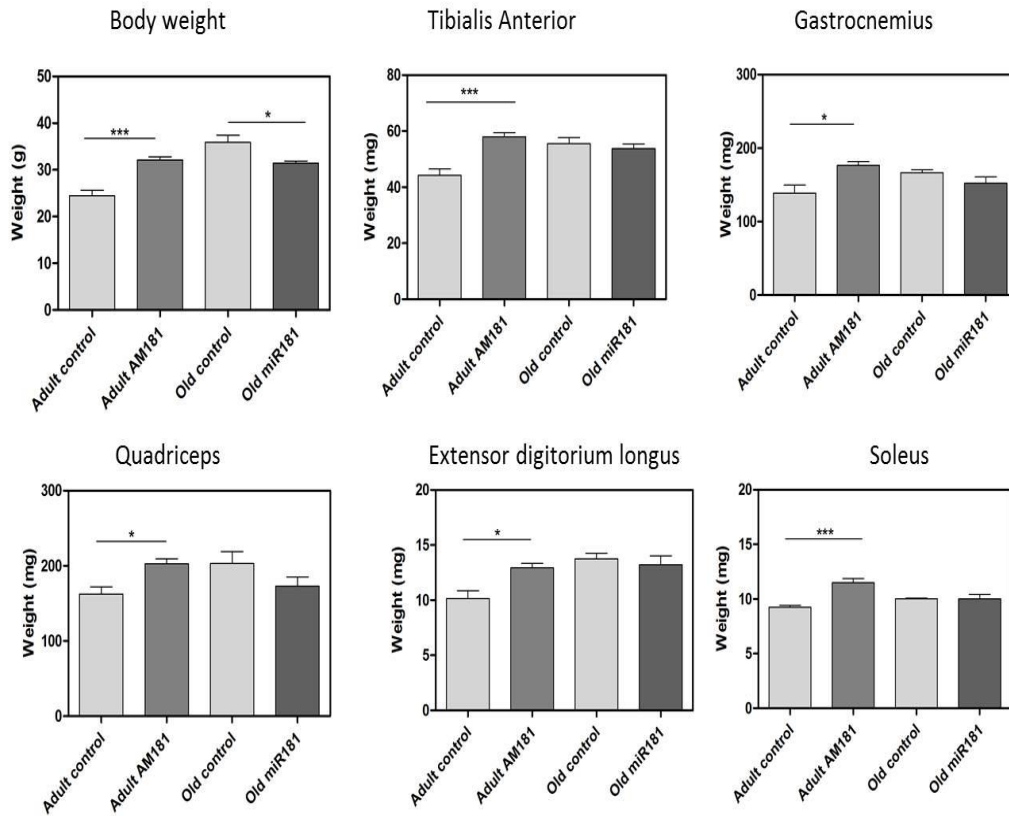 Body weight
Weight (g)
50
40
30
20
10
0
***
*
Adult control
Adult AM181
Old control
Old miR181
Tibialis Anterior
Weight (mg)
80
60
40
20
0
***
Adult control
Adult AM181
Old control
Old miR181
Gastrocnemius
Weight (mg)
300
200
100
0
*
Adult control
Adult AM181
Old control
Old miR181
Quadriceps
Weight (mg)
300
200
100
0
*
Adult control
Adult AM181
Old control
Old miR181
Extensor digitorium longus
Weight (mg)
20
15
10
5
0
*
Adult control
Adult AM181
Old control
Old miR181
Soleus
Weight (mg)
20
15
10
5
0
***
Adult control
Adult AM181
Old control
Old miR181